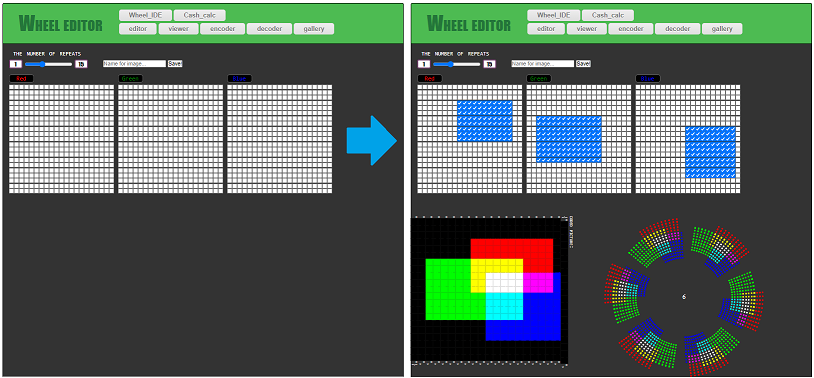 WHEEL EDITOR
Wheel_IDE Cash_calc
editor viewer encoder decoder gallery
THE NUMBER OF REPEATS
1 15 Name for image... Save!
Red Green Blue
WHEEL EDITOR
Wheel_IDE Cash_calc
editor viewer encoder decoder gallery
THE NUMBER OF REPEATS
1 15 Name for image... Save!
Red Green Blue
6